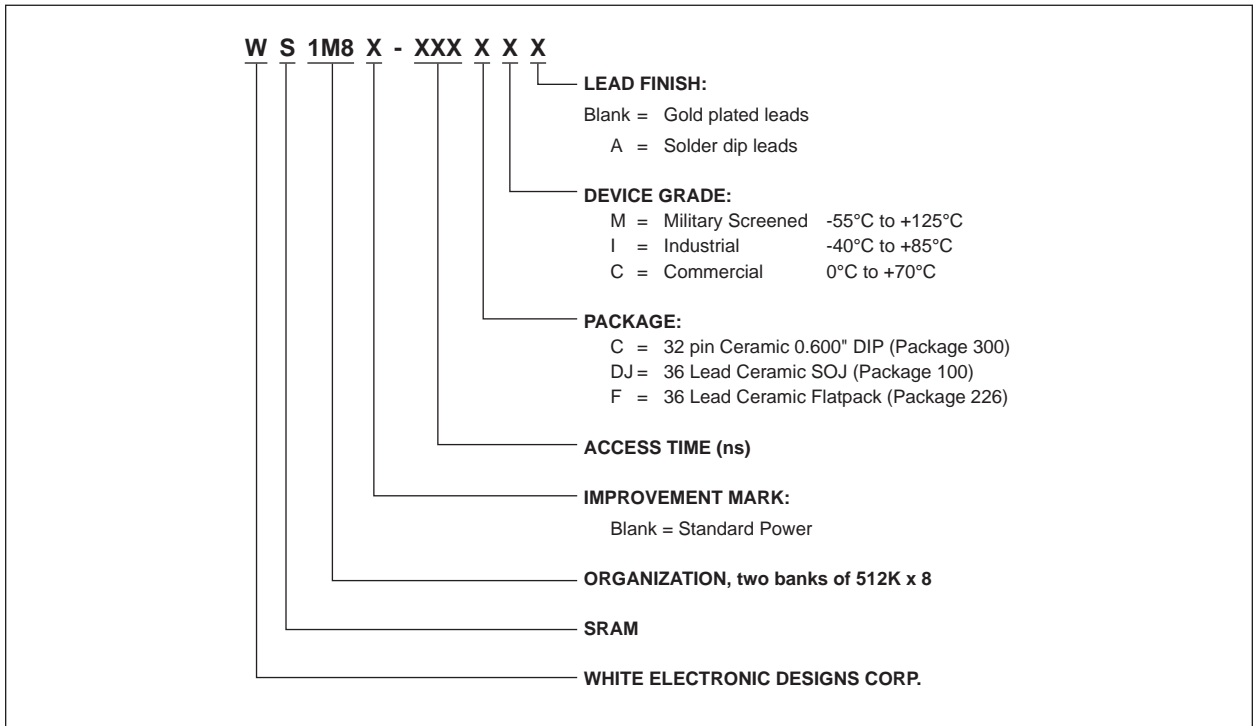 W S 1M8 X - XXX X X X
LEAD FINISH:
Blank = Gold plated leads
A = Solder dip leads
DEVICE GRADE:
M = Military Screened -55°C to +125°C
I = Industrial -40°C to +85°C
C = Commercial 0°C to +70°C
PACKAGE:
C = 32 pin Ceramic 0.600" DIP (Package 300)
DJ = 36 Lead Ceramic SOJ (Package 100)
F = 36 Lead Ceramic Flatpack (Package 226)
ACCESS TIME (ns)
IMPROVEMENT MARK:
Blank = Standard Power
ORGANIZATION, two banks of 512K x 8
SRAM
WHITE ELECTRONIC DESIGNS CORP.